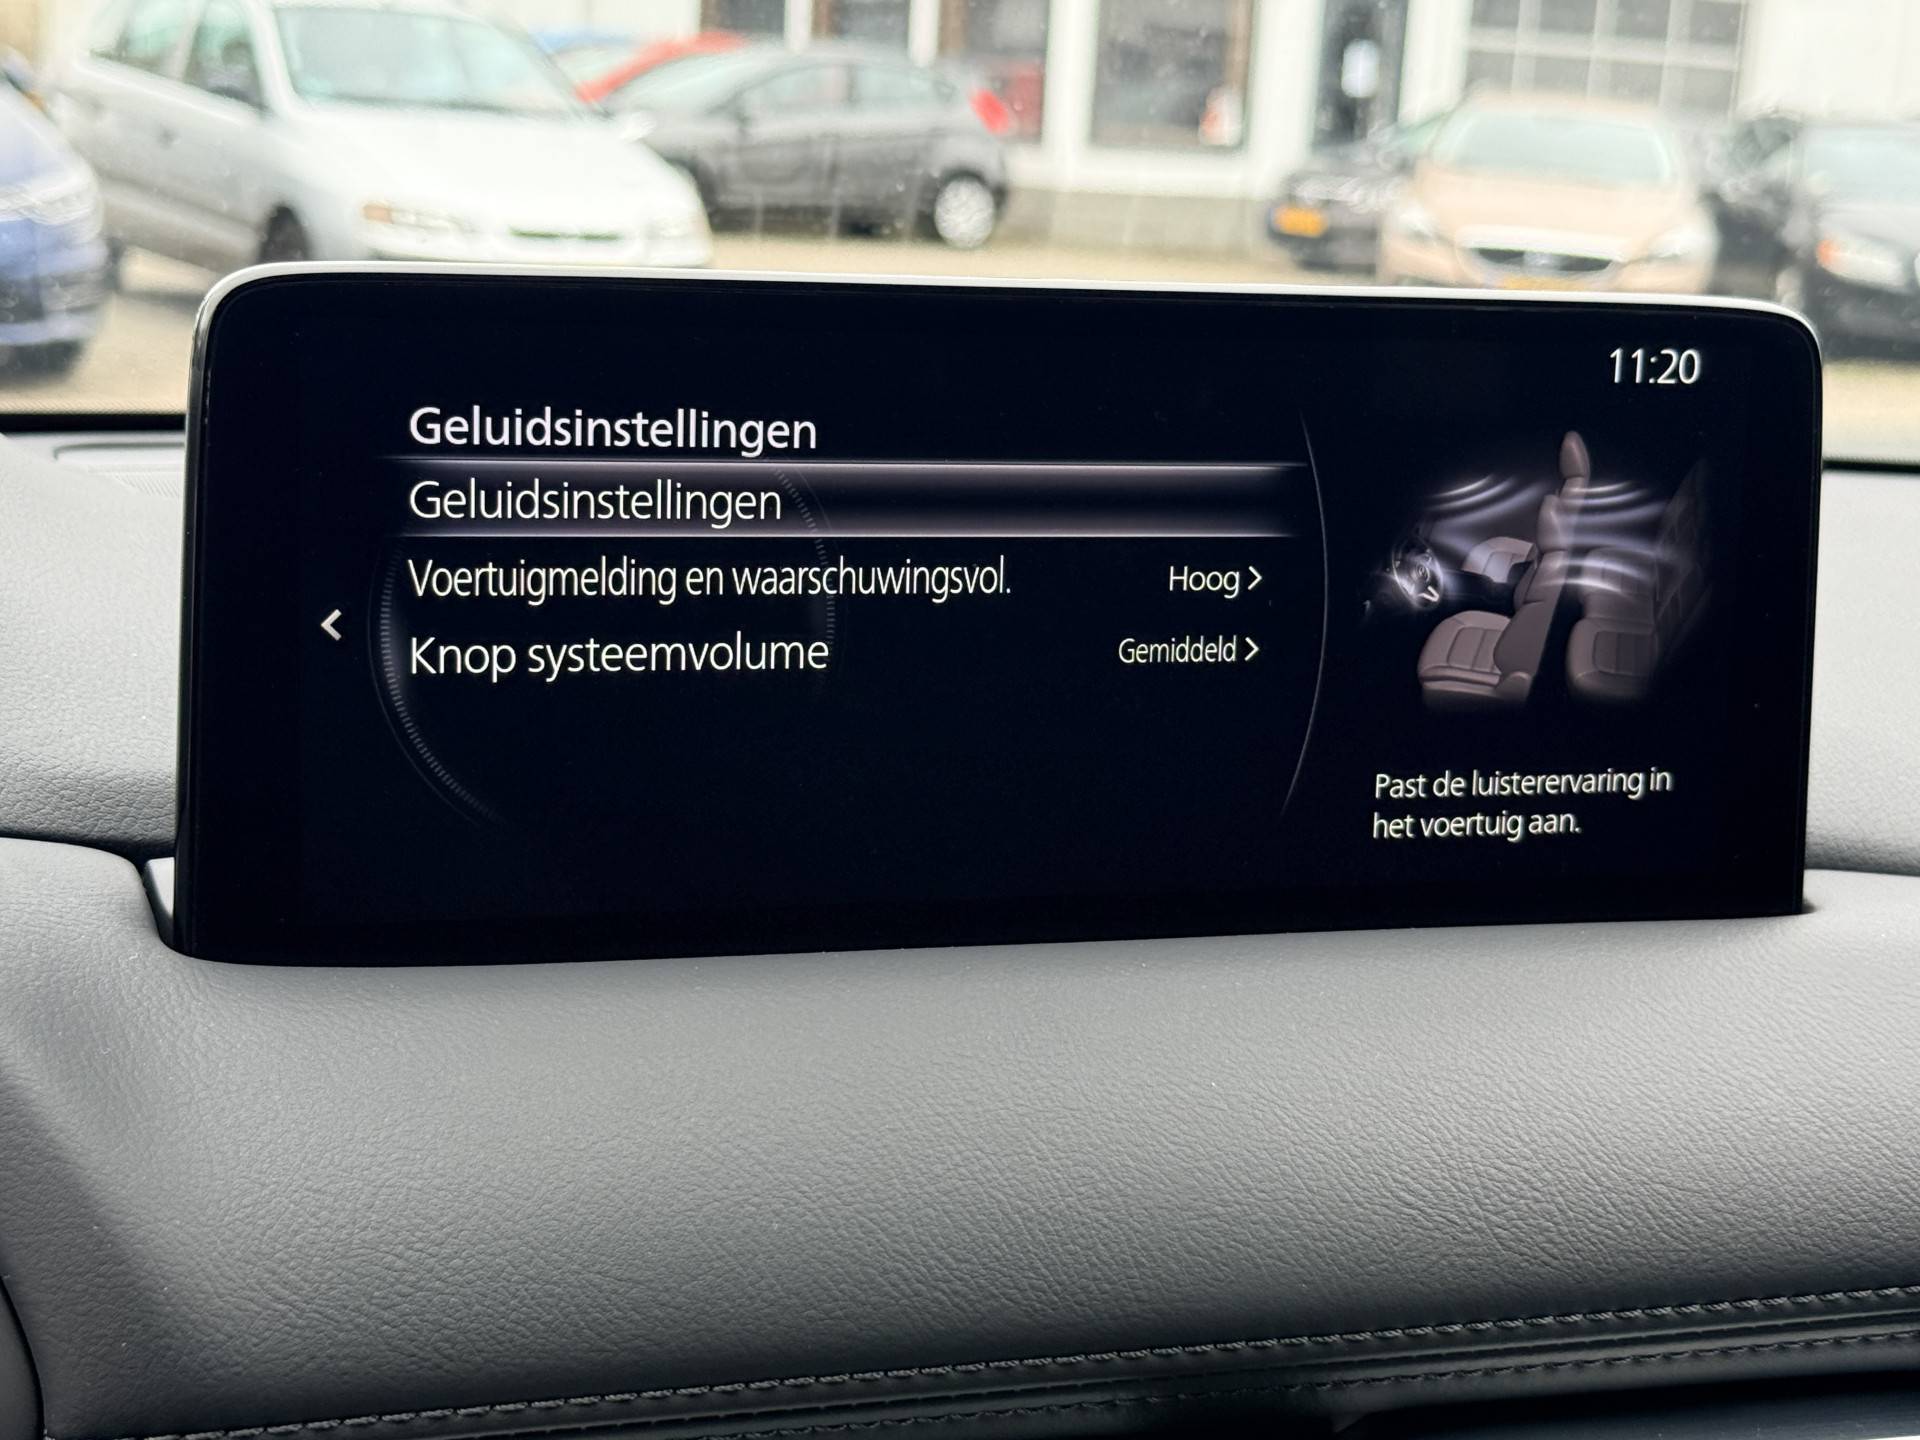 11:20
Geluidsinstellingen
Geluidsinstellingen
Voertuigmelding en waarschuwingsvol. Hoog >
Knop systeemvolume Gemiddeld >
<
Past de luisterervaring in
het voertuig aan.